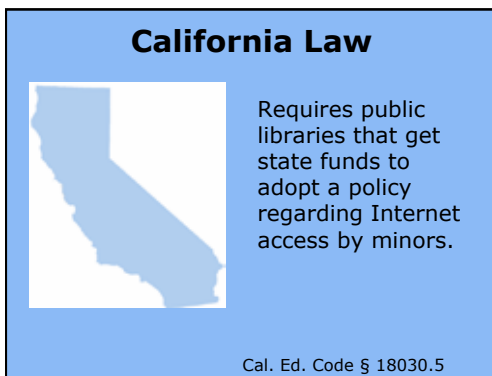 California Law
Requires public
libraries that get
state funds to
adopt a policy
regarding Internet
access by minors.
Cal. Ed. Code § 18030.5